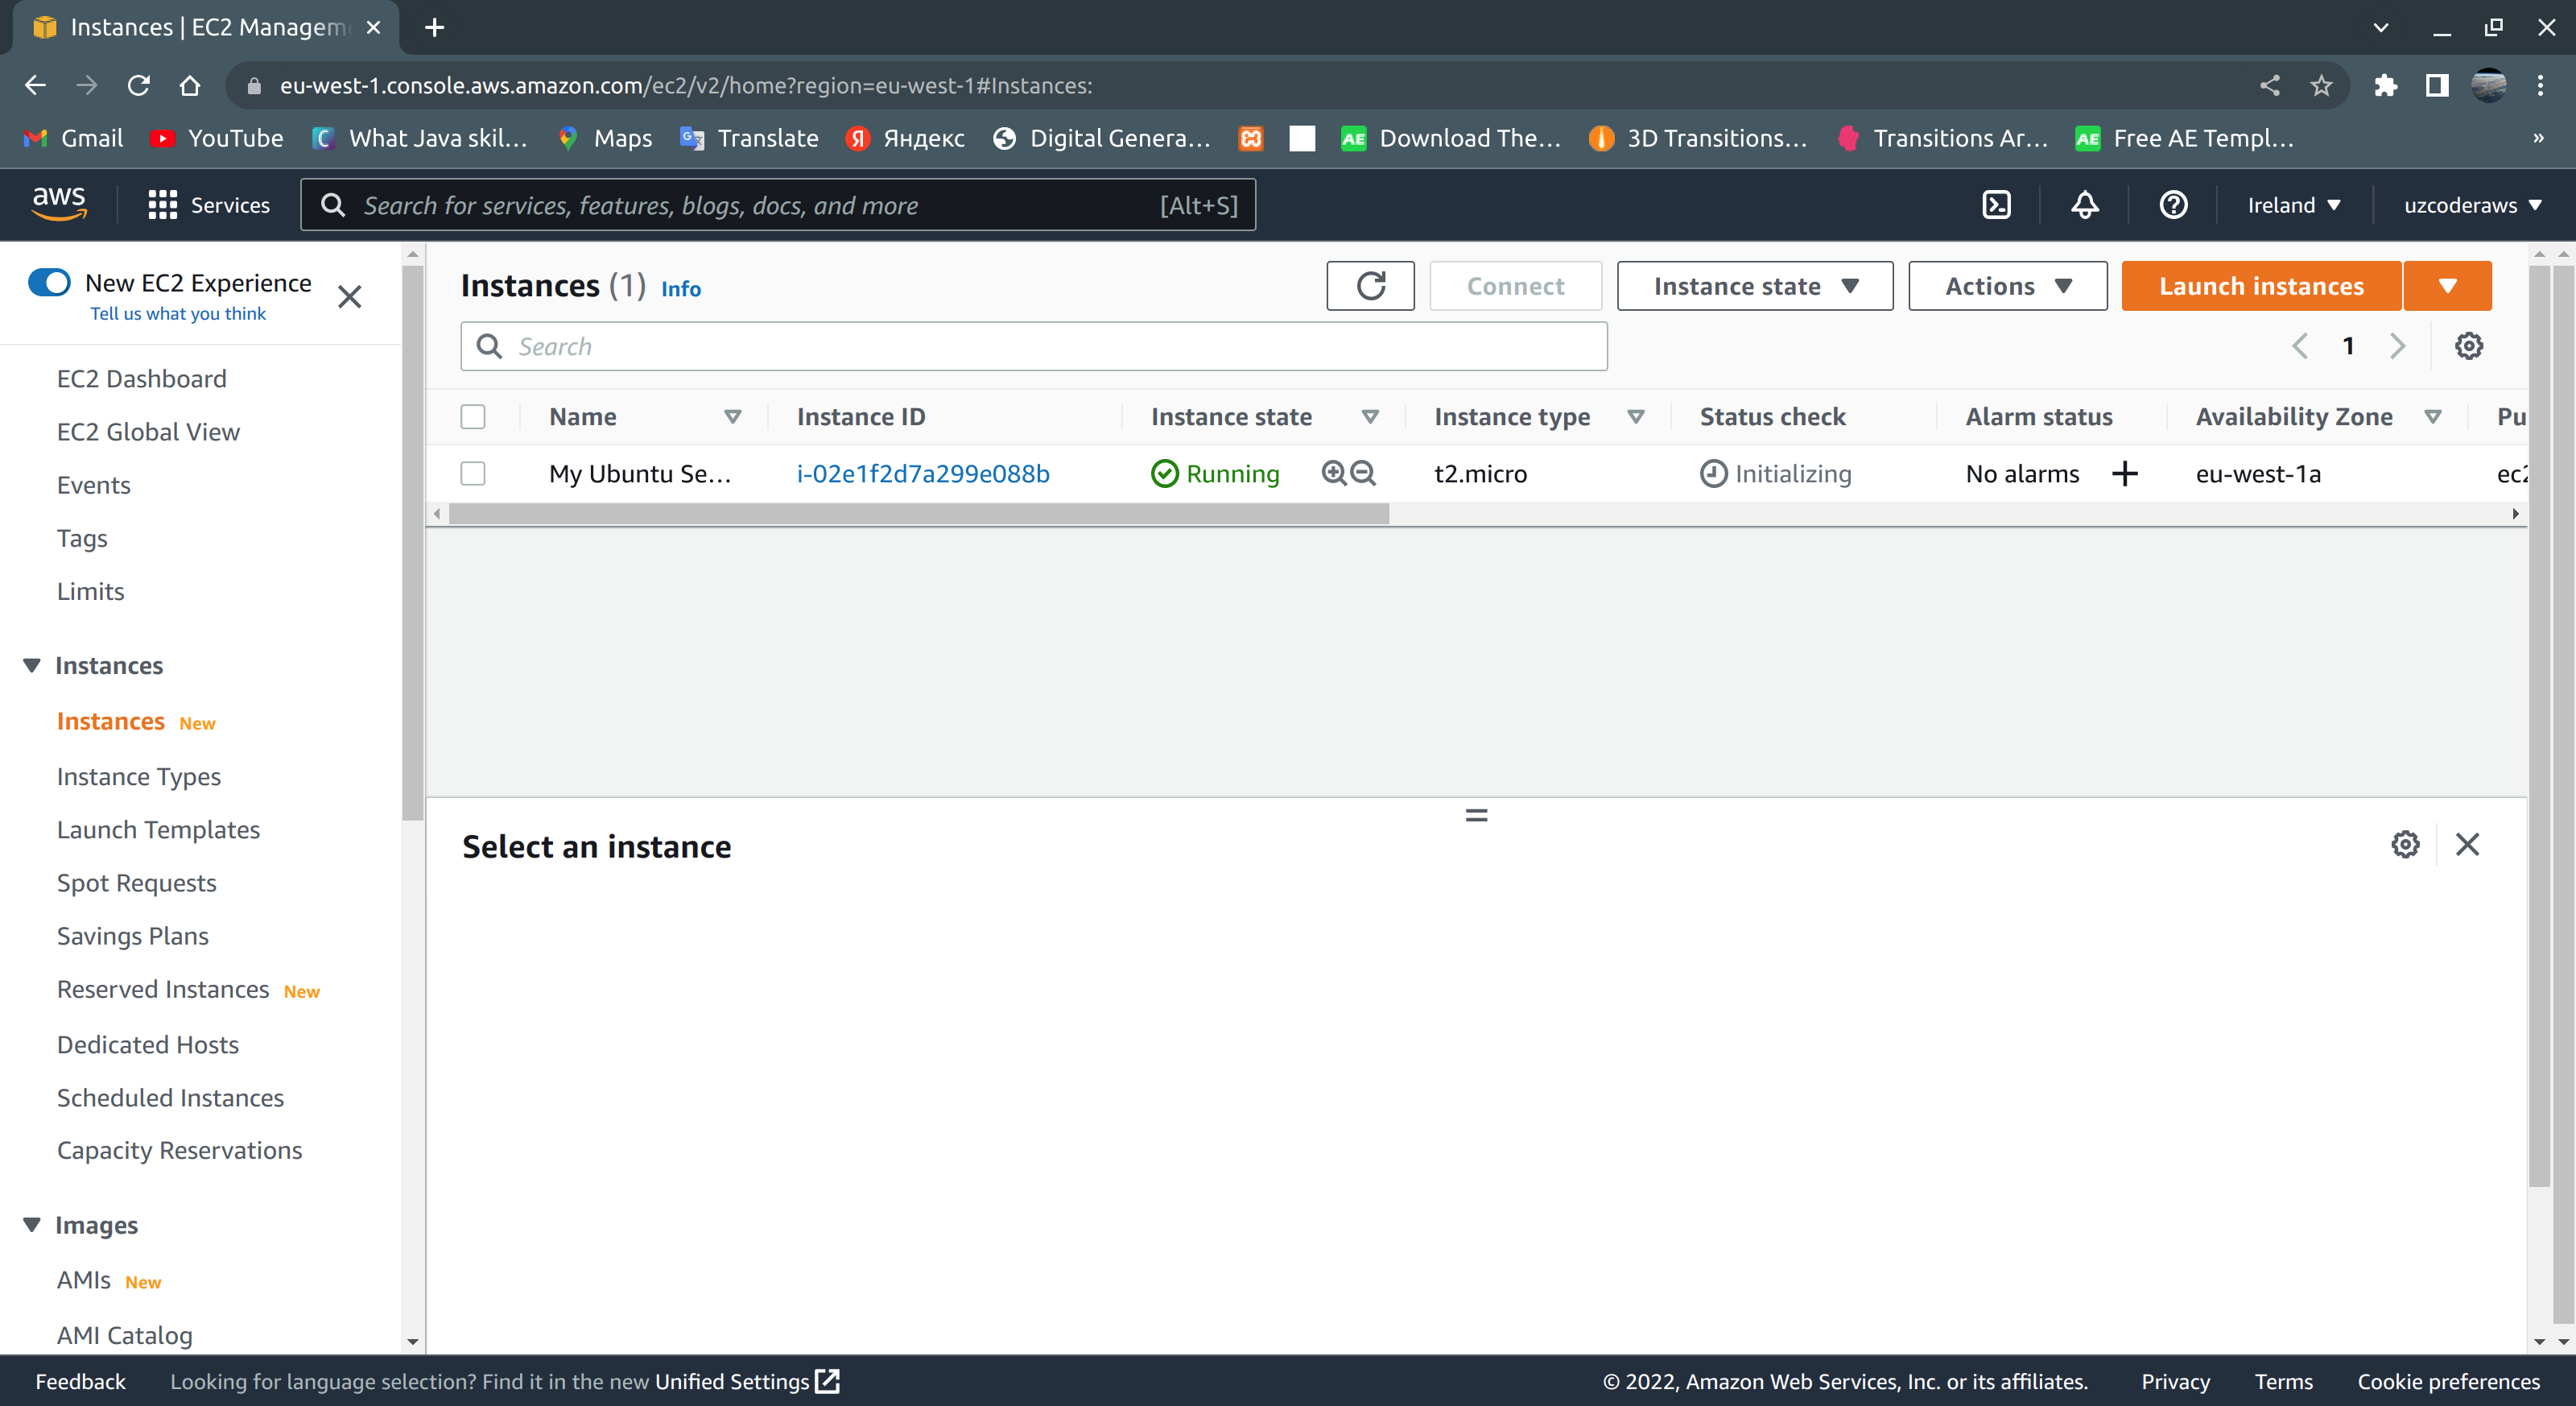 Instances | EC2 Managem
eu-west-1.console.aws.amazon.com/ec2/v2/home?region=eu-west-1#Instances:
Gmail YouTube What Java skil... Maps Translate Яндекс Digital Genera... Download The... 3D Transitions... Transitions Ar... Free AE Templ... »
aws Services Search for services, features, blogs, docs, and more [Alt+S] Ireland uzcoderaws
New EC2 Experience
Tell us what you think
EC2 Dashboard
EC2 Global View
Events
Tags
Limits
Instances
Instances New
Instance Types
Launch Templates
Spot Requests
Savings Plans
Reserved Instances New
Dedicated Hosts
Scheduled Instances
Capacity Reservations
Images
AMIs New
AMI Catalog
Instances (1) Info Connect Instance state Actions Launch instances
Search 1
Name Instance ID Instance state Instance type Status check Alarm status Availability Zone Pu
My Ubuntu Se... i-02e1f2d7a299e088b Running t2.micro Initializing No alarms + eu-west-1a ec2
Select an instance
Feedback Looking for language selection? Find it in the new Unified Settings © 2022, Amazon Web Services, Inc. or its affiliates. Privacy Terms Cookie preferences